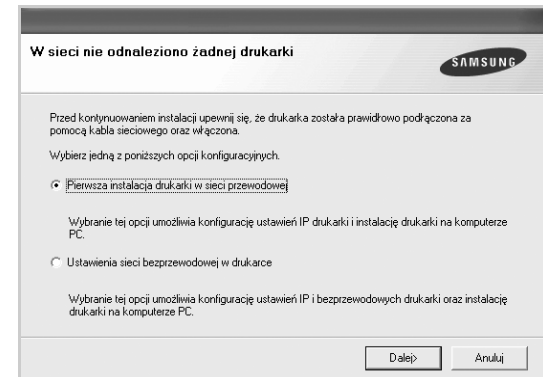 W sieci nie odnaleziono żadnej drukarki
SAMSUNG
Przed kontynuowaniem instalacji upewnij się, że drukarka została prawidłowo podłączona za
pomocą kabla sieciowego oraz włączona.
Wybierz jedną z poniższych opcji konfiguracyjnych.
Pierwsza instalacja drukarki w sieci przewodowej
Wybranie tej opcji umożliwia konfigurację ustawień IP drukarki i instalację drukarki na komputerze
PC.
Ustawienia sieci bezprzewodowej w drukarce
Wybranie tej opcji umożliwia konfigurację ustawień IP i bezprzewodowych drukarki oraz instalację
drukarki na komputerze PC.
Dalej> Anuluj